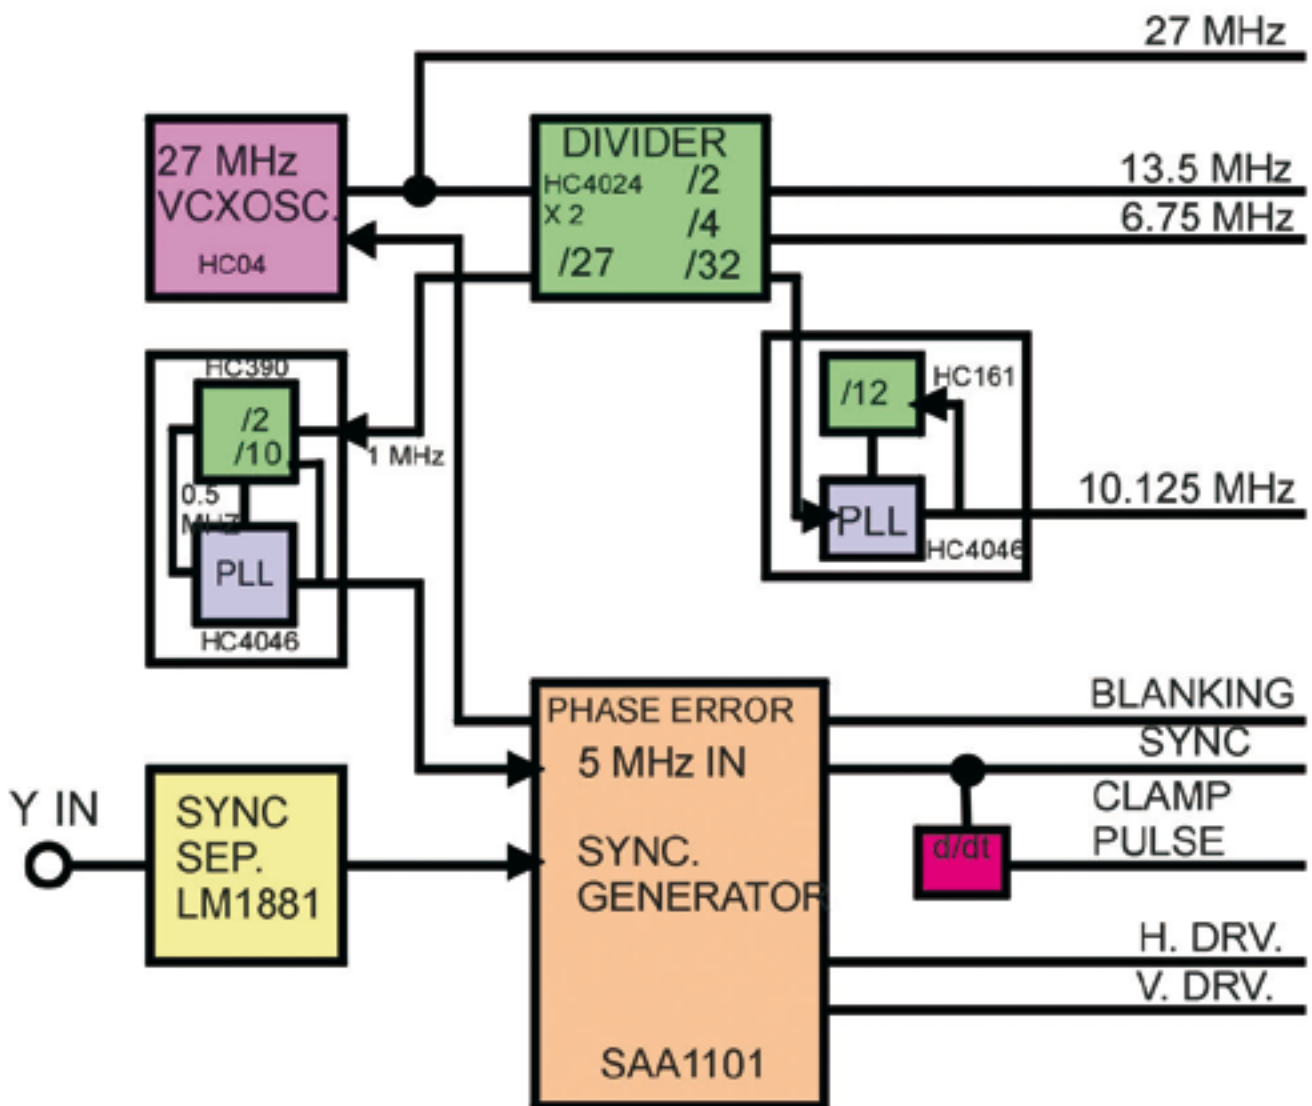 27 MHz
27 MHz
VCXOSC.
HC04
DIVIDER
HC4024 /2
X 2
/4
/27 /32
13.5 MHz
6.75 MHz
HC390
/2
/10
1 MHz
0.5
MHZ
PLL
HC4046
/12
HC161
PLL
HC4046
10.125 MHz
PHASE ERROR
5 MHz IN
SYNC.
GENERATOR
SAA1101
Y IN
SYNC
SEP.
LM1881
BLANKING
SYNC
CLAMP
PULSE
d/dt
H. DRV.
V. DRV.